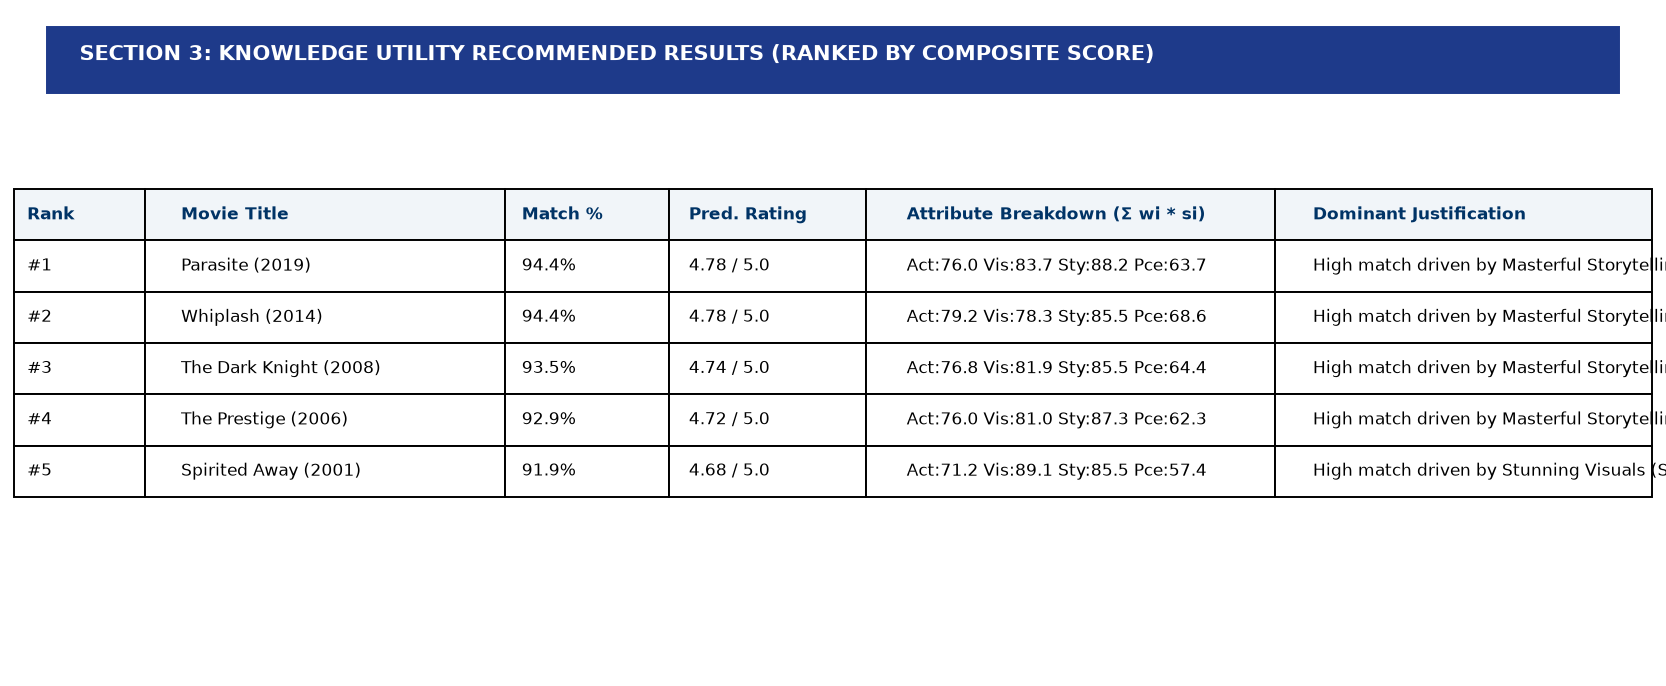 SECTION 3: KNOWLEDGE UTILITY RECOMMENDED RESULTS (RANKED BY COMPOSITE SCORE)
Rank Movie Title Match % Pred. Rating Attribute Breakdown (Σ wi * si) Dominant Justification
#1 Parasite (2019) 94.4% 4.78 / 5.0 Act:76.0 Vis:83.7 Sty:88.2 Pce:63.7 High match driven by Masterful
#2 Whiplash (2014) 94.4% 4.78 / 5.0 Act:79.2 Vis:78.3 Sty:85.5 Pce:68.6 High match driven by Masterful
#3 The Dark Knight (2008) 93.5% 4.74 / 5.0 Act:76.8 Vis:81.9 Sty:85.5 Pce:64.4 High match driven by Masterful
#4 The Prestige (2006) 92.9% 4.72 / 5.0 Act:76.0 Vis:81.0 Sty:87.3 Pce:62.3 High match driven by Masterful
#5 Spirited Away (2001) 91.9% 4.68 / 5.0 Act:71.2 Vis:89.1 Sty:85.5 Pce:57.4 High match driven by Stunning Visuals